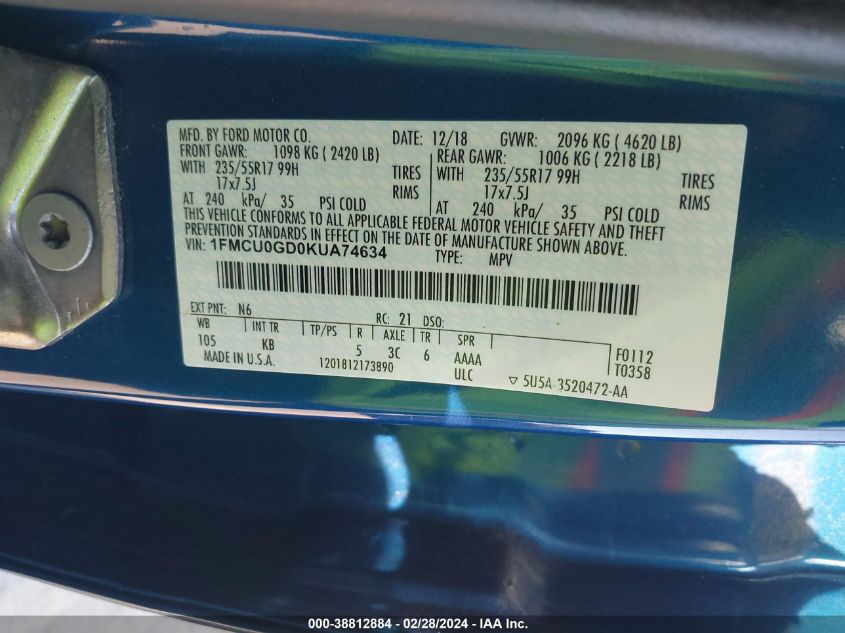 MFD. BY FORD MOTOR CO. DATE: 12/18 GVWR: 2096 KG ( 4620 LB)
FRONT GAWR: 1098 KG ( 2420 LB) REAR GAWR: 1006 KG ( 2218 LB)
WITH 235/55R17 99H TIRES WITH 235/55R17 99H TIRES
17x7.5J RIMS 17x7.5J RIMS
AT 240 kPa/ 35 PSI COLD AT 240 kPa/ 35 PSI COLD
THIS VEHICLE CONFORMS TO ALL APPLICABLE FEDERAL MOTOR VEHICLE SAFETY AND THEFT
PREVENTION STANDARDS IN EFFECT ON THE DATE OF MANUFACTURE SHOWN ABOVE.
VIN: 1FMCU0GD0KUA74634 TYPE: MPV
EXT PNT: N6 RC: 21 DSO:
WB INT TR TP/PS R AXLE TR SPR
105 KB 5 3C 6 AAAA F0112
MADE IN U.S.A. 1201812173890 ULC T0358
▽ 5U5A-3520472-AA
000-38812884 - 02/28/2024 - IAA Inc.